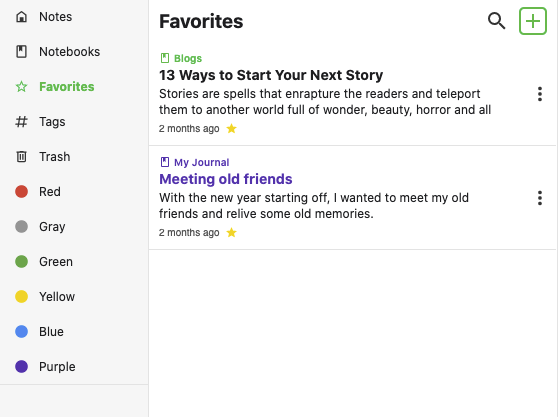 Notes
Notebooks
Favorites
Tags
Trash
Red
Gray
Green
Yellow
Blue
Purple
Favorites
Blogs
13 Ways to Start Your Next Story
Stories are spells that enrapture the readers and teleport
them to another world full of wonder, beauty, horror and all
2 months ago
My Journal
Meeting old friends
With the new year starting off, I wanted to meet my old
friends and relive some old memories.
2 months ago